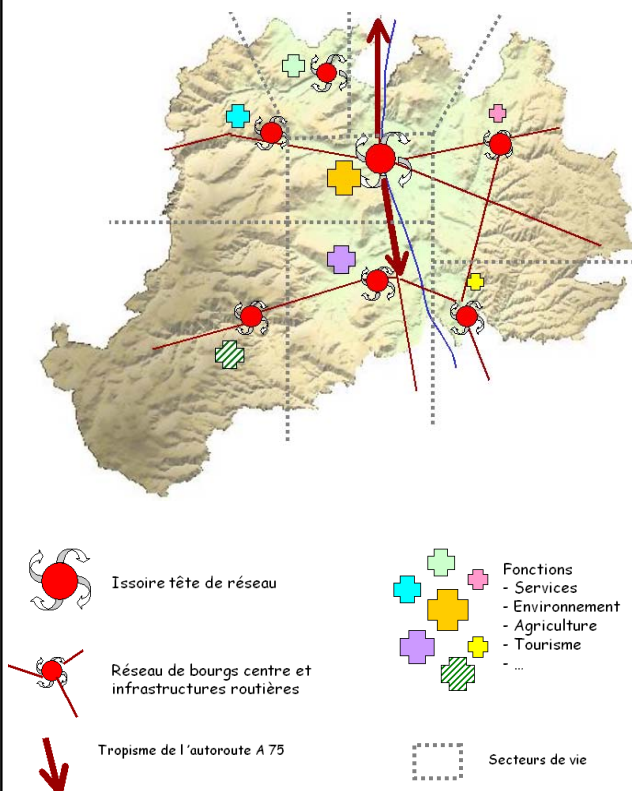 Issoire tête de réseau
Réseau de bourgs centre et
infrastructures routières
Tropisme de l 'autoroute A 75
Fonctions
- Services
- Environnement
- Agriculture
- Tourisme
- ...
Secteurs de vie